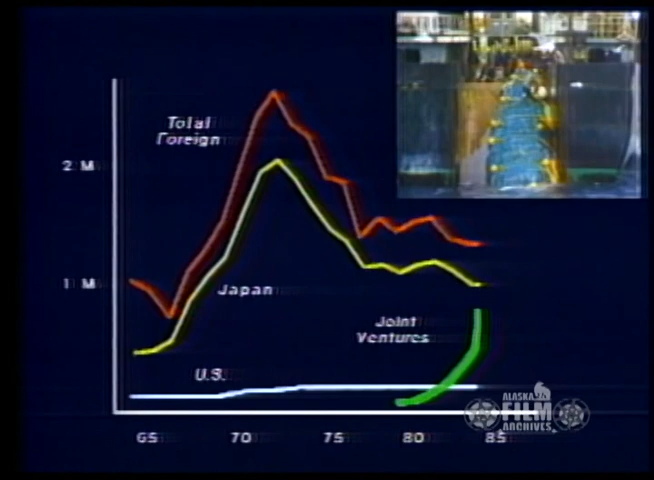 Total
Foreign
2 M
1 M
Japan
Joint
Ventures
U.S.
65 70 75 80 85
ALASKA
FILM
ARCHIVES